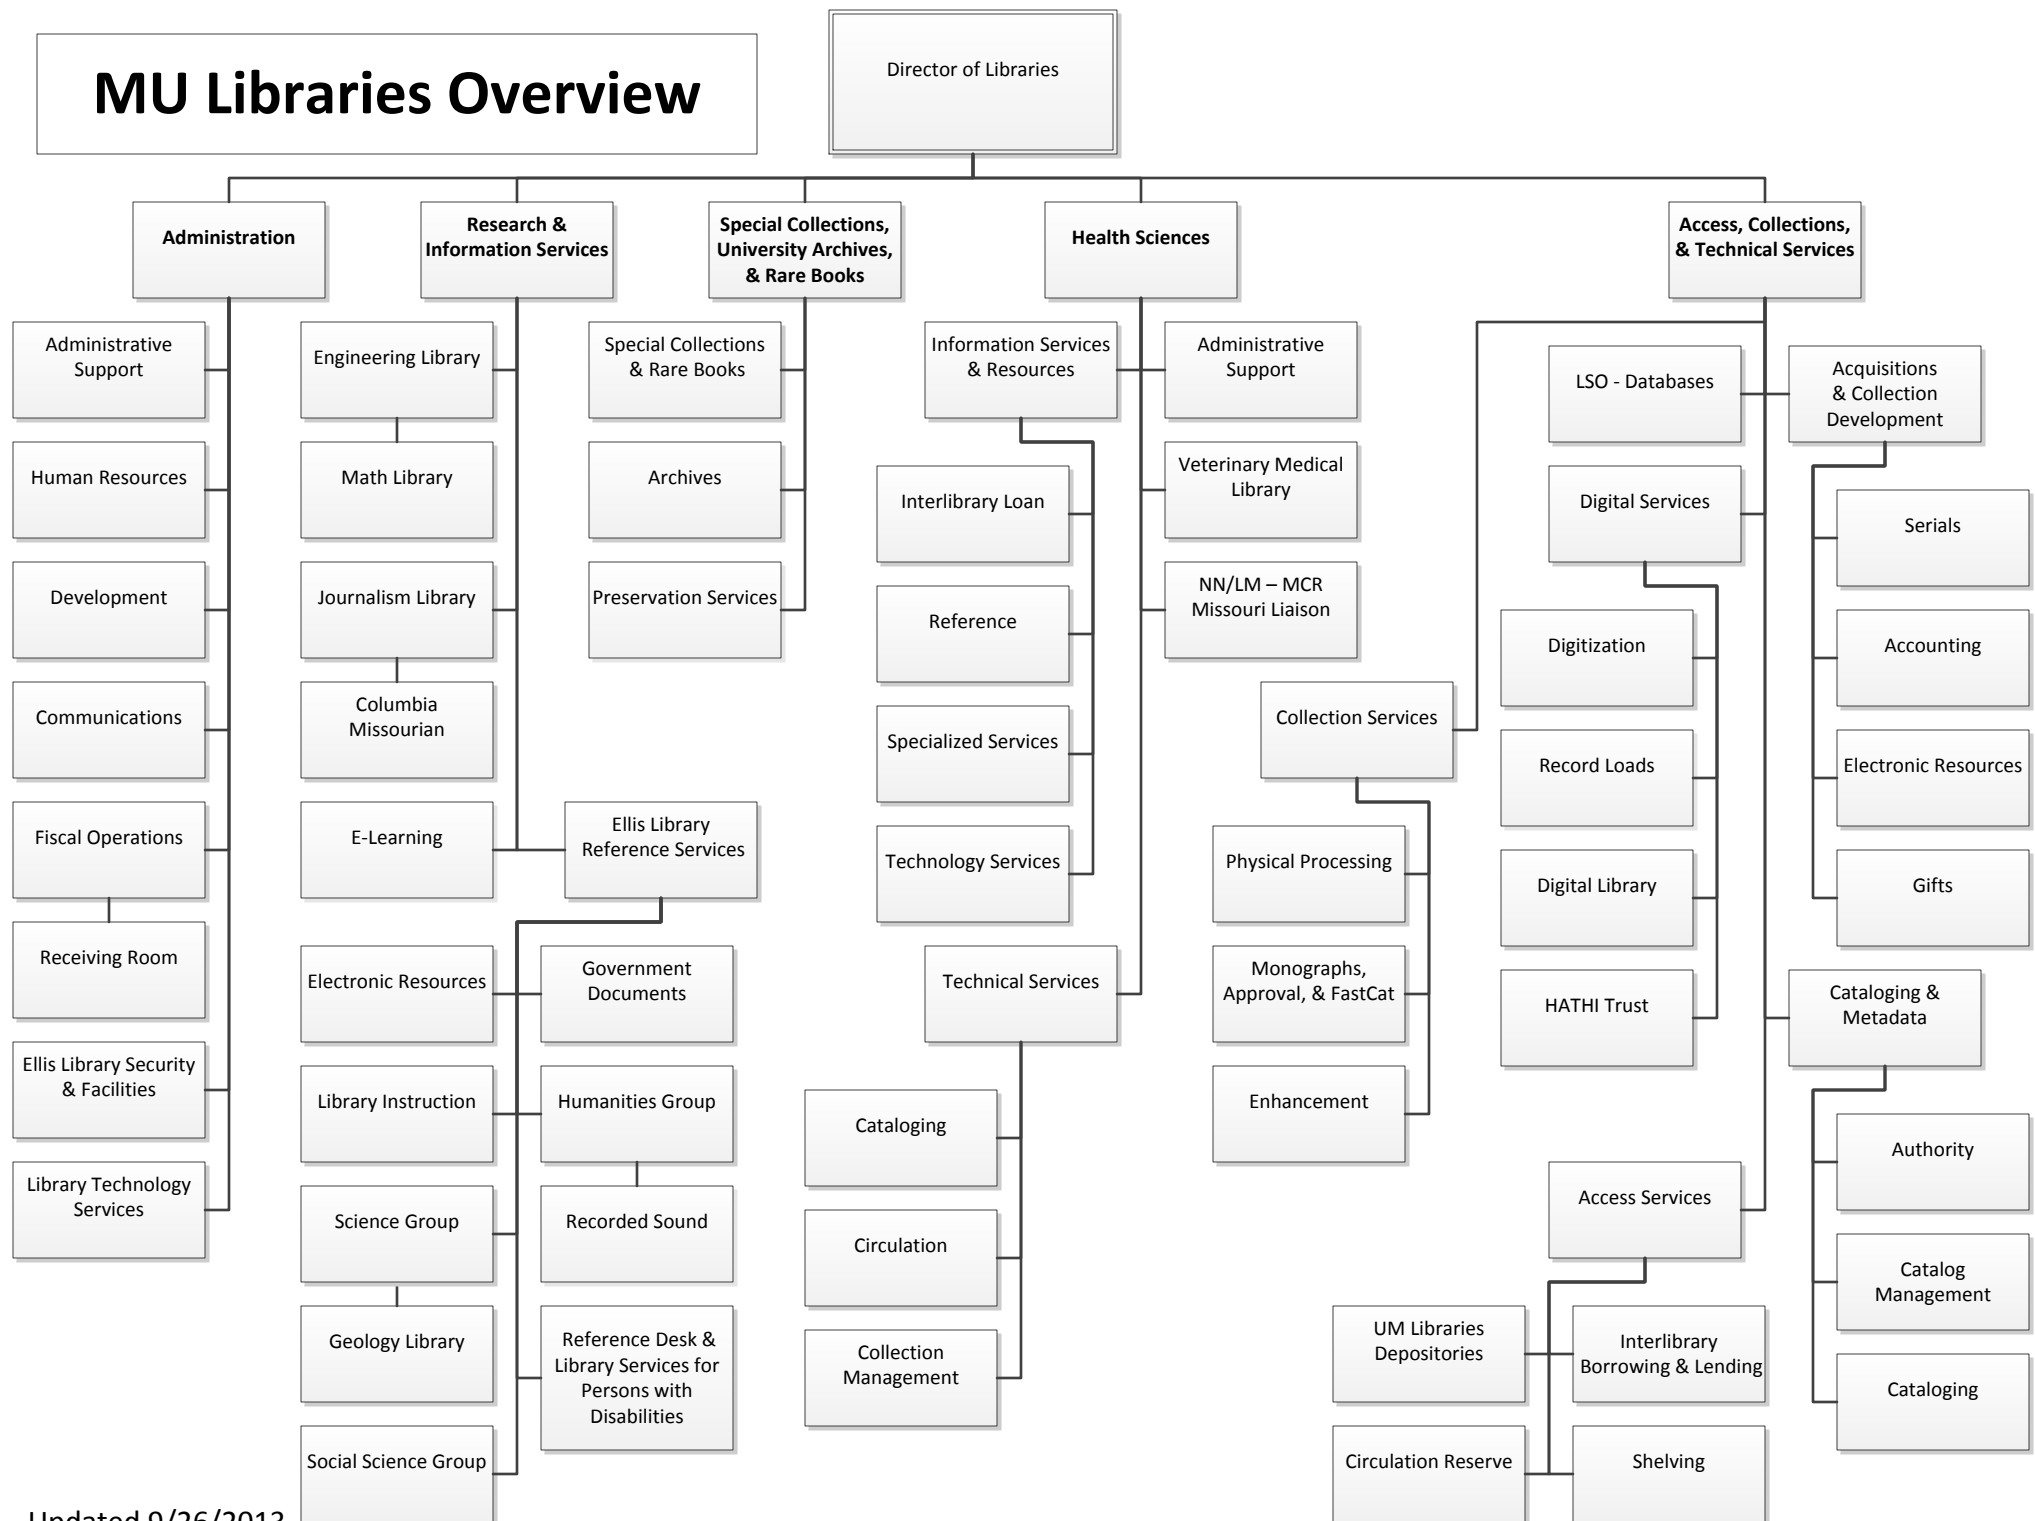 MU Libraries Overview
Director of Libraries
Administration
Administrative
Support
Human Resources
Development
Communications
Fiscal Operations
Receiving Room
Ellis Library Security
& Facilities
Library Technology
Services
Research &
Information Services
Engineering Library
Math Library
Journalism Library
Columbia
Missourian
E-Learning
Ellis Library
Reference Services
Electronic Resources
Government
Documents
Library Instruction
Humanities Group
Science Group
Recorded Sound
Geology Library
Reference Desk &
Library Services for
Persons with
Disabilities
Social Science Group
Special Collections,
University Archives,
& Rare Books
Special Collections
& Rare Books
Archives
Preservation Services
Health Sciences
Information Services
& Resources
Administrative
Support
Veterinary Medical
Library
NN/LM – MCR
Missouri Liaison
Interlibrary Loan
Reference
Specialized Services
Technology Services
Technical Services
Cataloging
Circulation
Collection
Management
Access, Collections,
& Technical Services
LSO - Databases
Acquisitions
& Collection
Development
Serials
Accounting
Electronic Resources
Gifts
Digital Services
Digitization
Record Loads
Digital Library
HATHI Trust
Collection Services
Physical Processing
Monographs,
Approval, & FastCat
Enhancement
Cataloging &
Metadata
Authority
Catalog
Management
Cataloging
Access Services
UM Libraries
Depositories
Interlibrary
Borrowing & Lending
Circulation Reserve
Shelving
Updated 9/26/2013